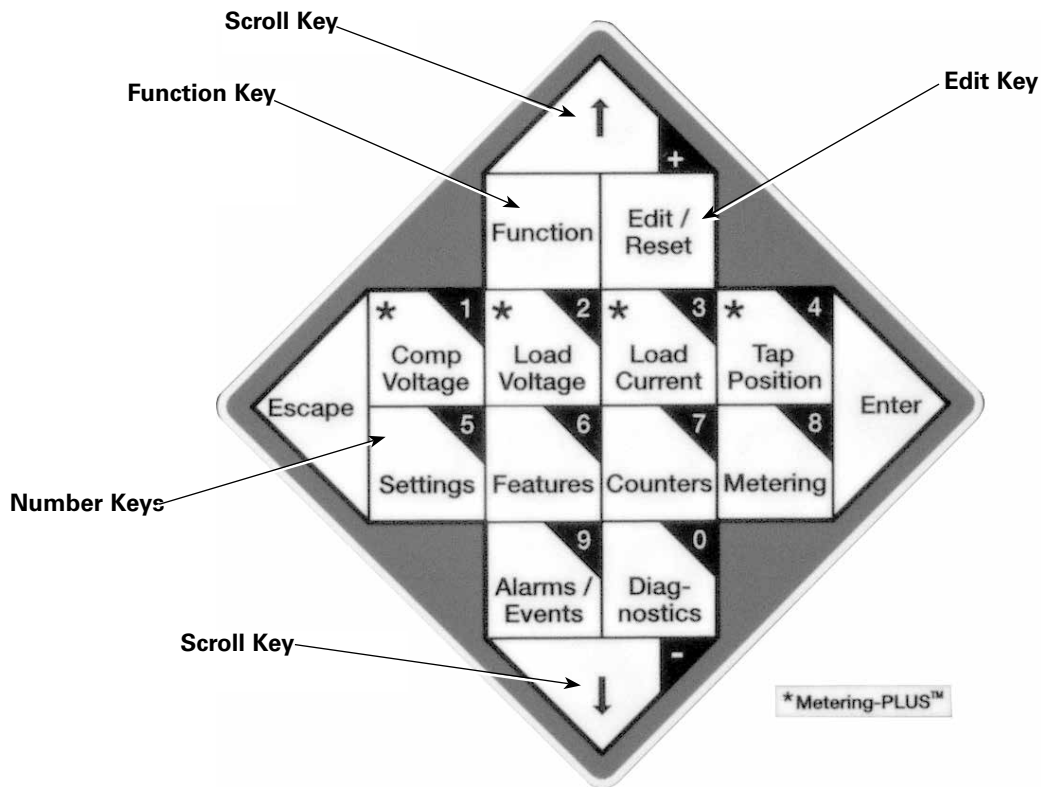 Scroll Key
Function Key
Edit Key
↑
+
Function
Edit /
Reset
* 1
Comp
Voltage
* 2
Load
Voltage
* 3
Load
Current
* 4
Tap
Position
Escape
Enter
5
Settings
6
Features
7
Counters
8
Metering
Number Keys
9
Alarms /
Events
0
Diag-
nostics
Scroll Key
-
↓
*Metering-PLUS™